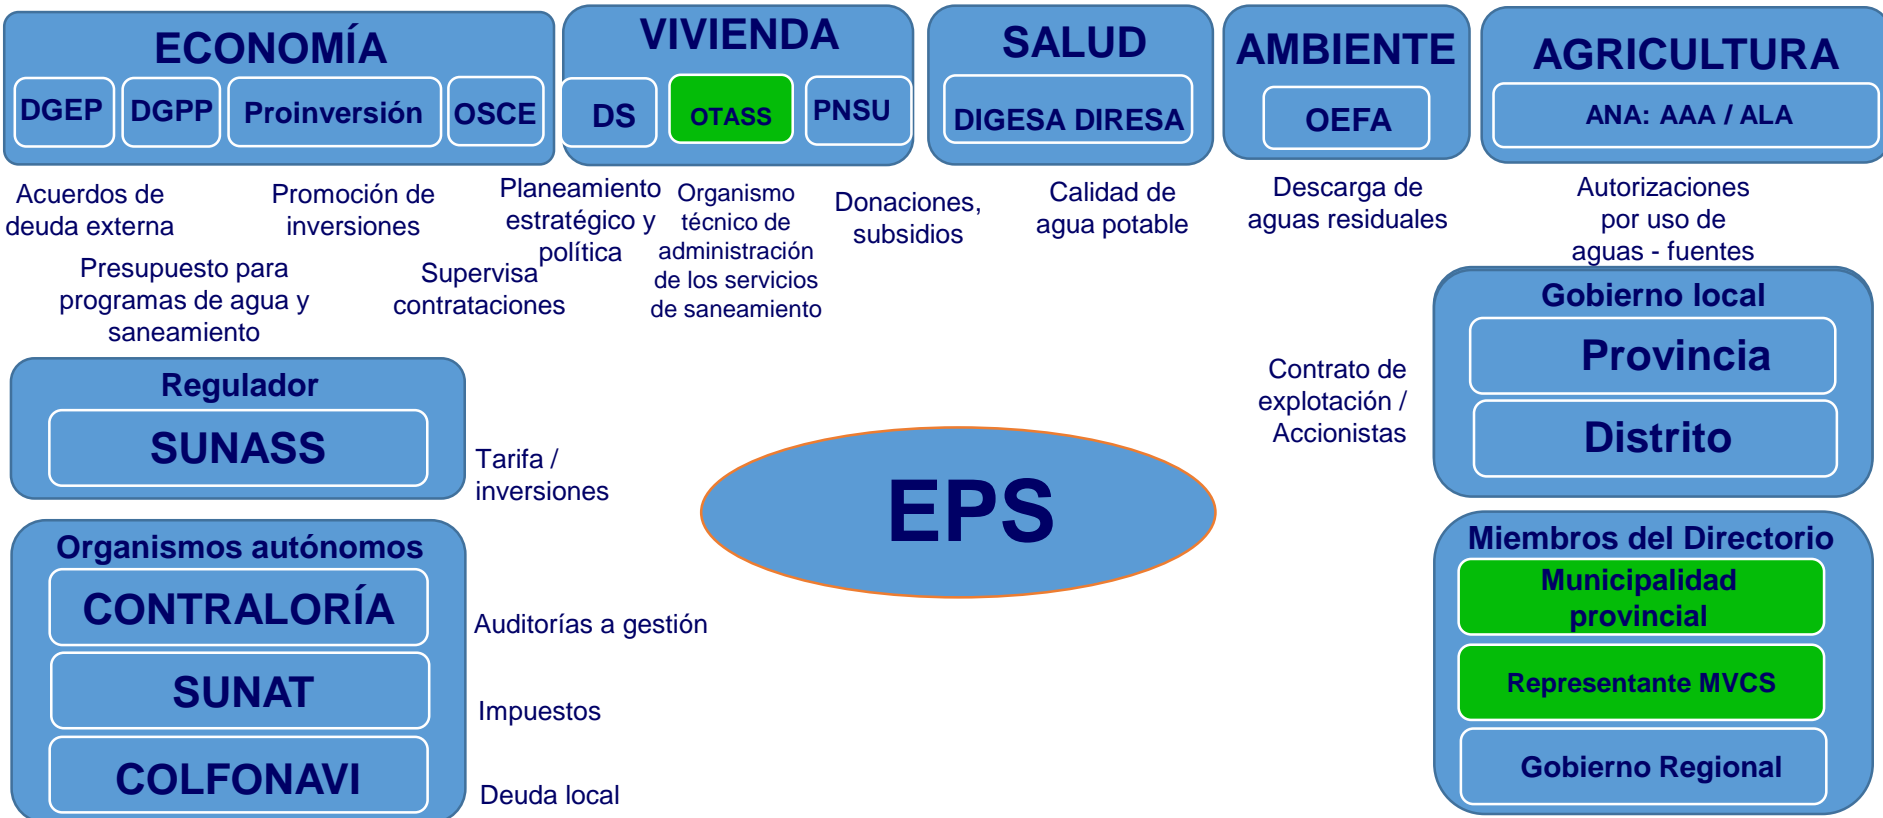 ECONOMÍA
DGEP
DGPP
Proinversión
OSCE
VIVIENDA
DS
OTASS
PNSU
SALUD
DIGESA DIRESA
AMBIENTE
OEFA
AGRICULTURA
ANA: AAA / ALA
Acuerdos de
deuda externa
Presupuesto para
programas de agua y
saneamiento
Promoción de
inversiones
Supervisa
contrataciones
Planeamiento
estratégico y
política
Organismo
técnico de
administración
de los servicios
de saneamiento
Donaciones,
subsidios
Calidad de
agua potable
Descarga de
aguas residuales
Autorizaciones
por uso de
aguas - fuentes
Regulador
SUNASS
Tarifa /
inversiones
Organismos autónomos
CONTRALORÍA
Auditorías a gestión
SUNAT
Impuestos
COLFONAVI
Deuda local
EPS
Contrato de
explotación /
Accionistas
Gobierno local
Provincia
Distrito
Miembros del Directorio
Municipalidad
provincial
Representante MVCS
Gobierno Regional